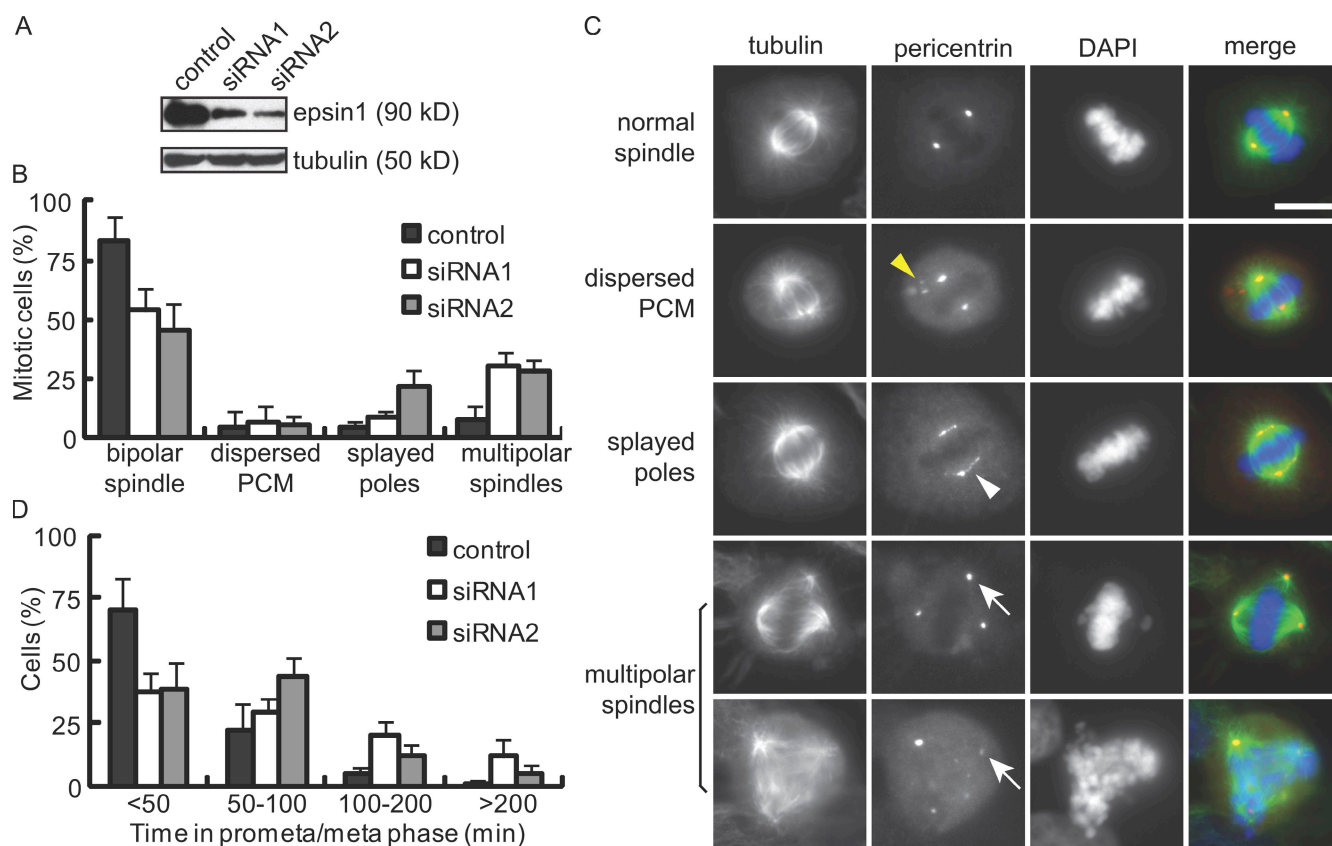 A
control
siRNA1
siRNA2
epsin1 (90 kD)
tubulin (50 kD)
B
100
75
50
25
0
Mitotic cells (%)
control
siRNA1
siRNA2
bipolar
spindle
dispersed
PCM
splayed
poles
multipolar
spindles
D
100
75
50
25
0
Cells (%)
control
siRNA1
siRNA2
<50
50-100
100-200
>200
Time in prometa/meta phase (min)
C
tubulin
pericentrin
DAPI
merge
normal
spindle
dispersed
PCM
splayed
poles
multipolar
spindles